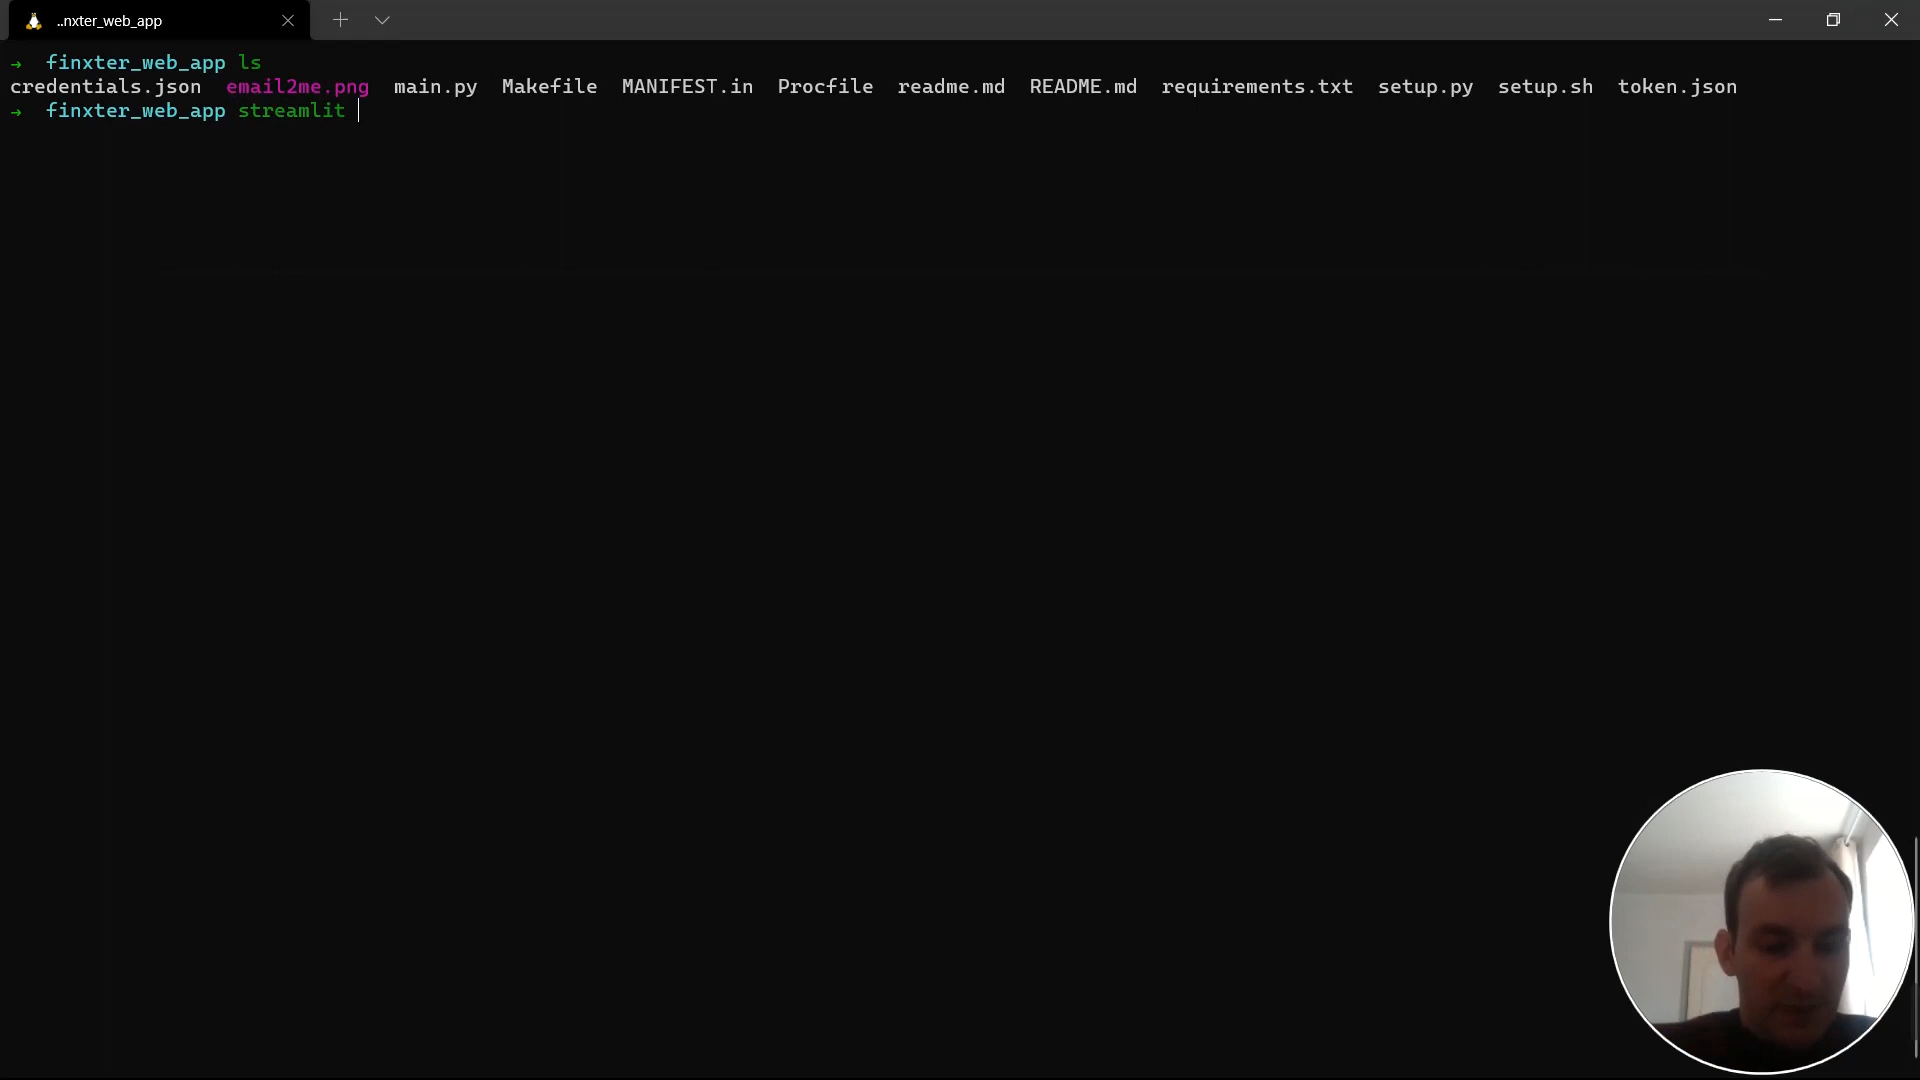 ..nxter_web_app
→ finxter_web_app ls
credentials.json email2me.png main.py Makefile MANIFEST.in Procfile readme.md README.md requirements.txt setup.py setup.sh token.json
→ finxter_web_app streamlit